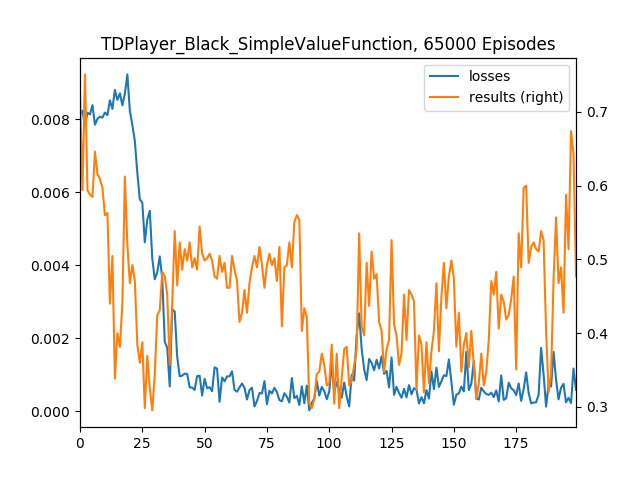 TDPlayer_Black_SimpleValueFunction, 65000 Episodes
losses
results (right)
0.008
0.006
0.004
0.002
0.000
0.7
0.6
0.5
0.4
0.3
0 25 50 75 100 125 150 175